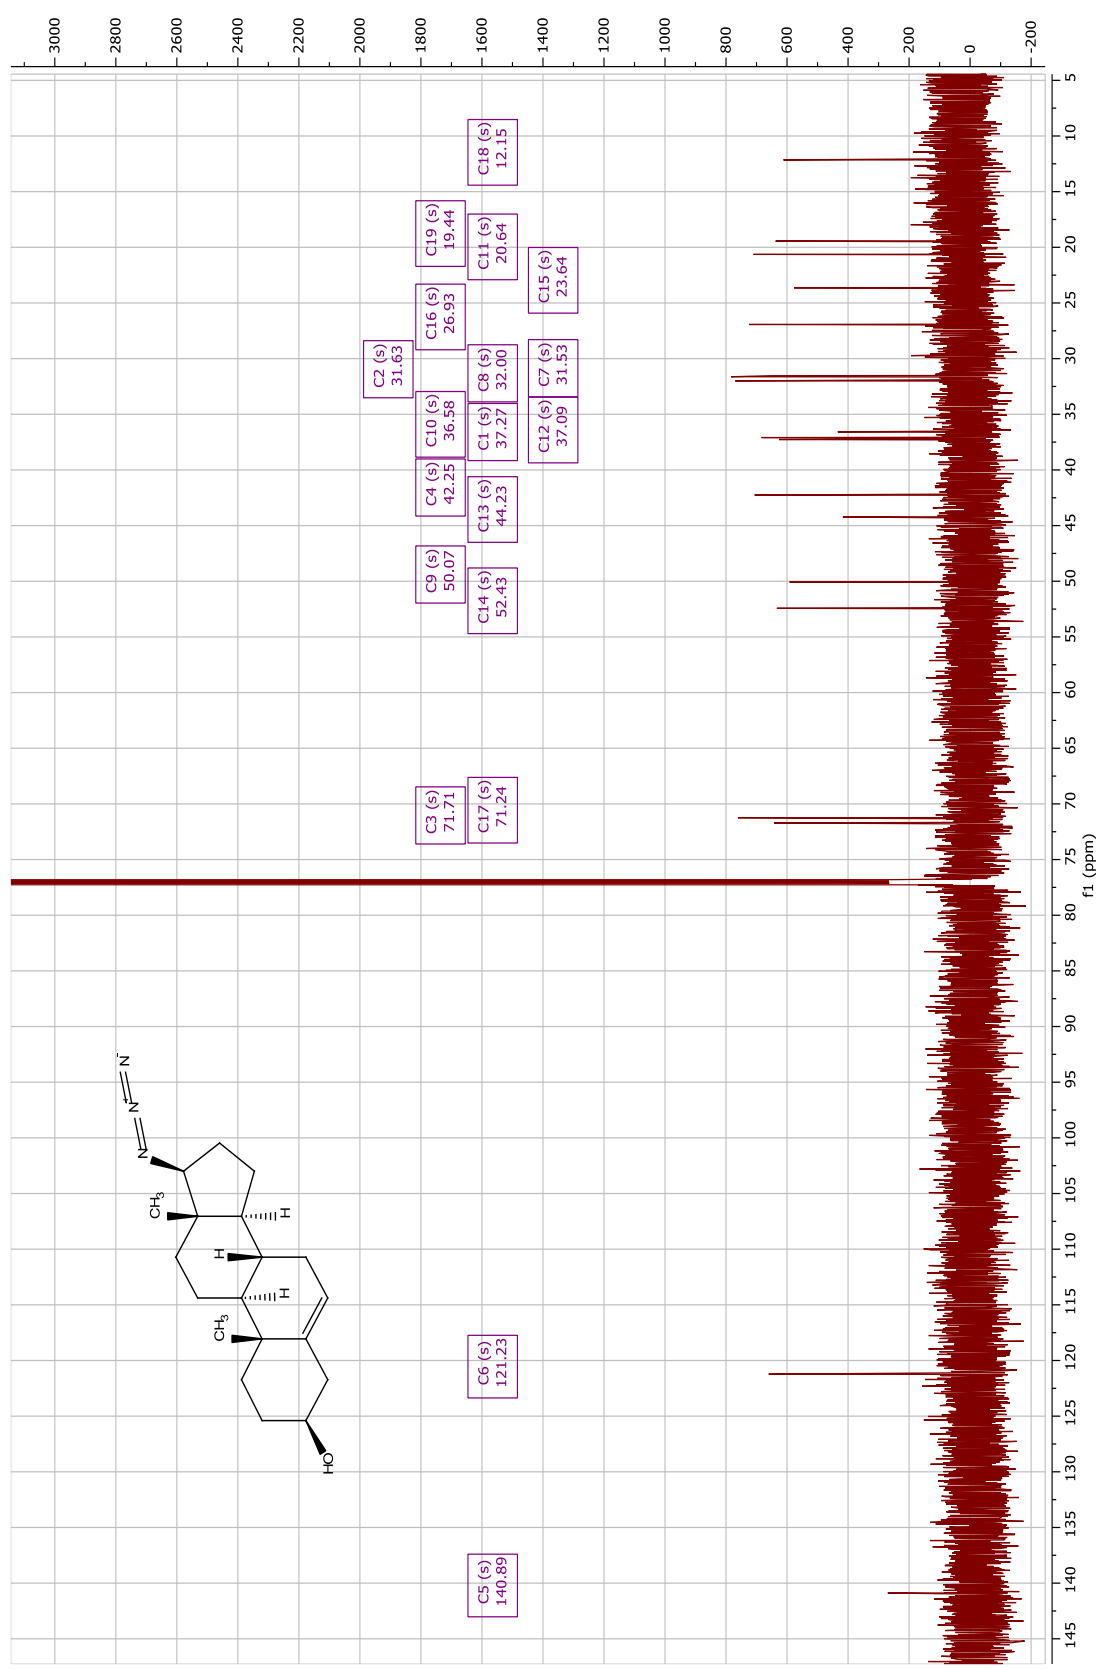 3000
2800
2600
2400
2200
2000
1800
1600
1400
1200
1000
800
600
400
200
0
-200
C5 (s)
140.89
C6 (s)
121.23
C3 (s)
71.71
C17 (s)
71.24
C14 (s)
52.43
C9 (s)
50.07
C13 (s)
44.23
C4 (s)
42.25
C1 (s)
37.27
C12 (s)
37.09
C10 (s)
36.58
C8 (s)
32.00
C2 (s)
31.63
C7 (s)
31.53
C16 (s)
26.93
C15 (s)
23.64
C11 (s)
20.64
C19 (s)
19.44
C18 (s)
12.15
HO
CH3
H
H
CH3
H
N
N+
N-
145
140
135
130
125
120
115
110
105
100
95
90
85
80
75
70
65
60
55
50
45
40
35
30
25
20
15
10
5
f1 (ppm)